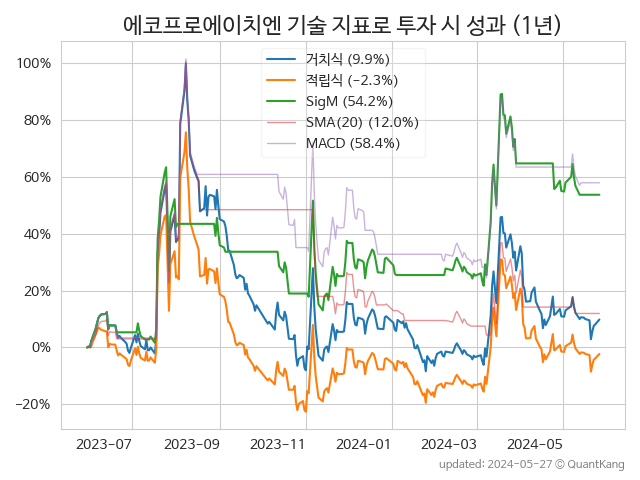 에코프로에이치엔 기술 지표로 투자 시 성과 (1년)
거치식 (9.9%)
적립식 (-2.3%)
SigM (54.2%)
SMA(20) (12.0%)
MACD (58.4%)
100%
80%
60%
40%
20%
0%
-20%
2023-07 2023-09 2023-11 2024-01 2024-03 2024-05
updated: 2024-05-27 © QuantKang